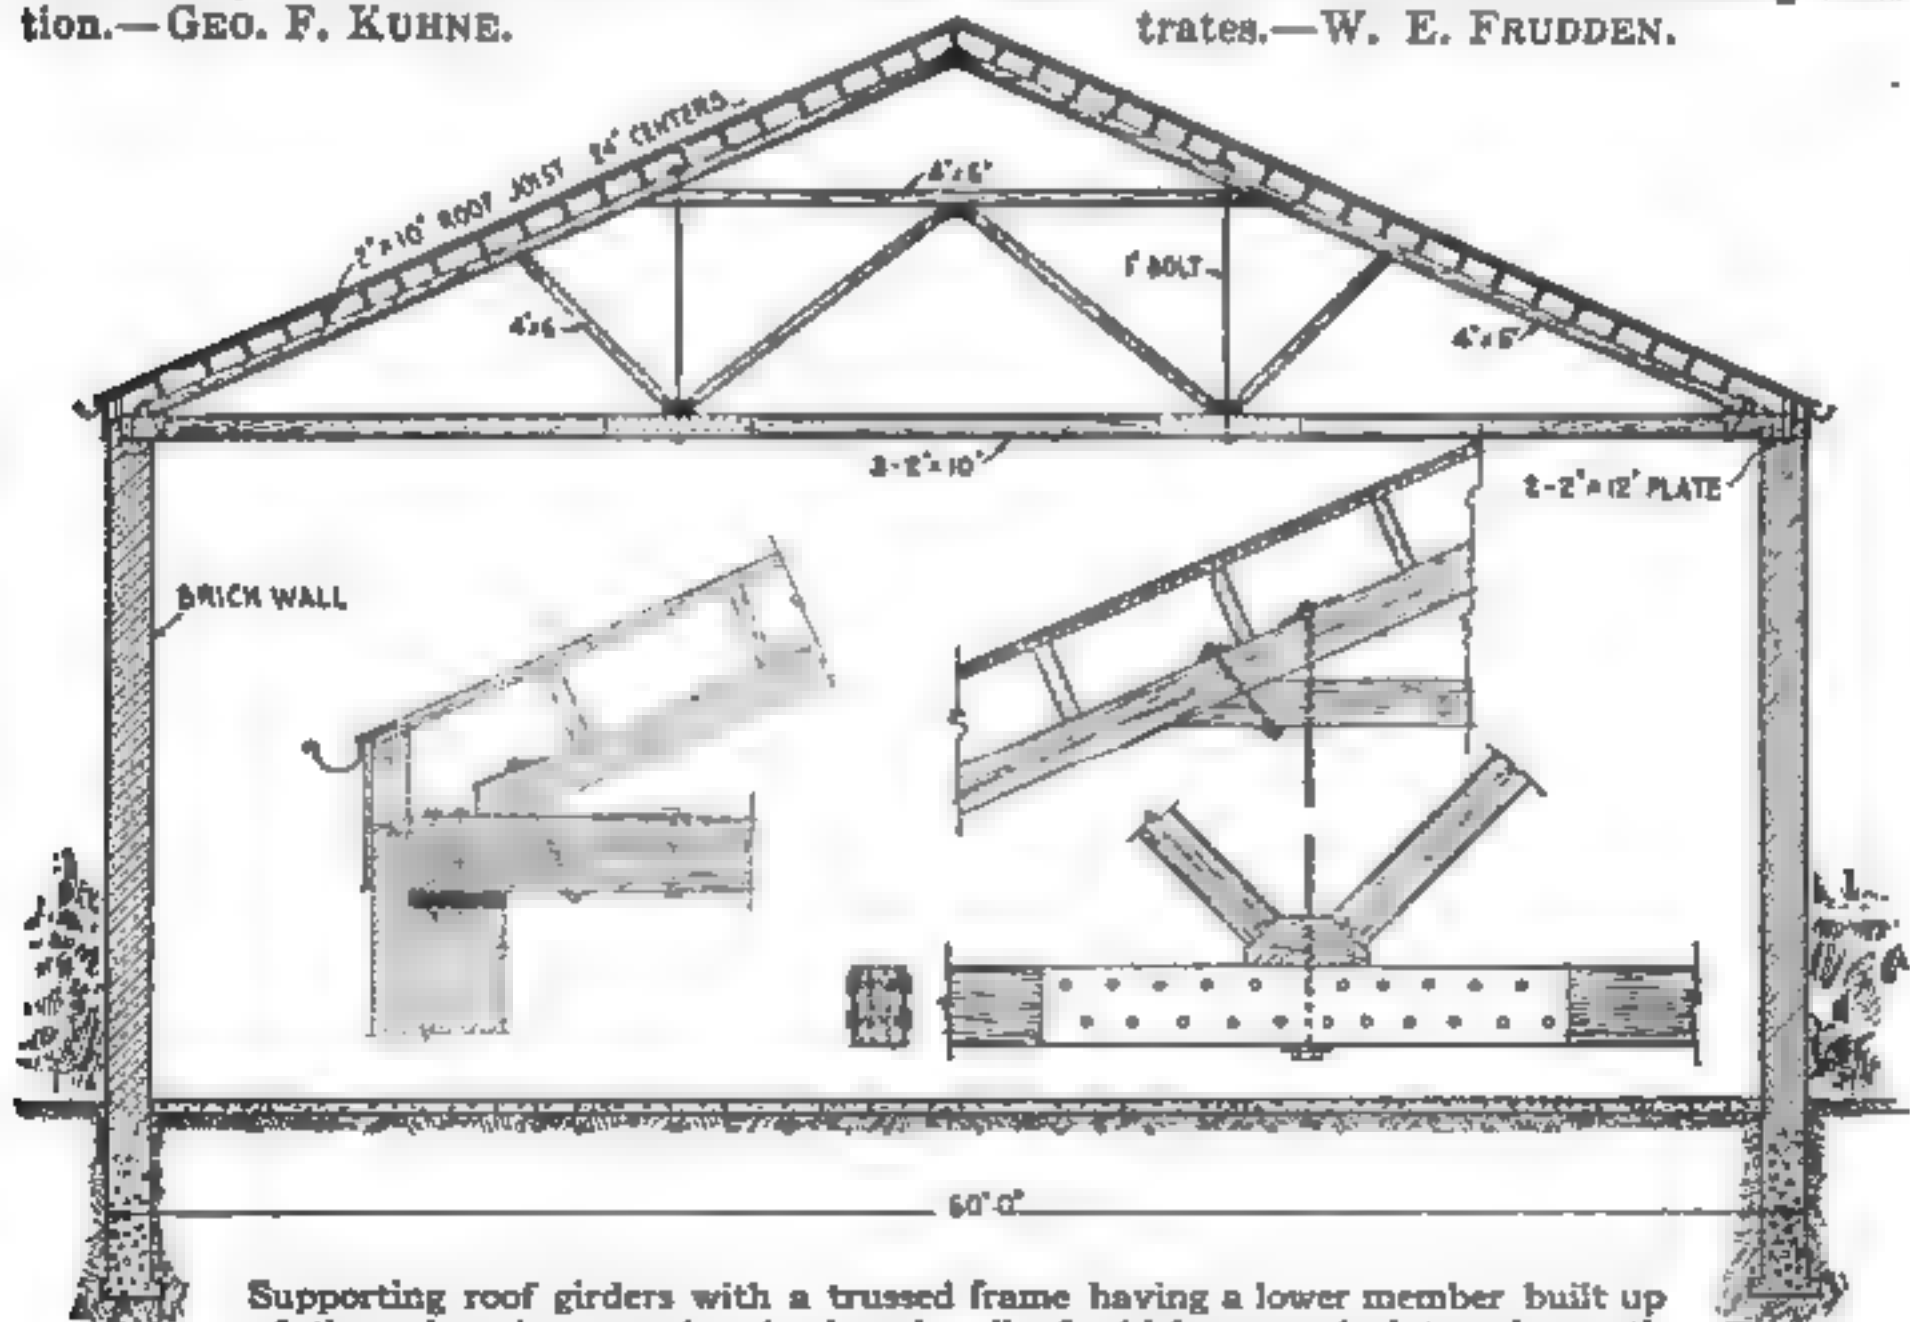 tion.—GEO. F. KUHNE.
trates.—W. E. FRUDDEN.
2"x10" ROOF JOIST 24" CENTERS
4"x6"
1" BOLT
4"x6
4"x6"
2"x10"
2-2"x12" PLATE
BRICK WALL
60'-0"
Supporting roof girders with a trussed frame having a lower member built up